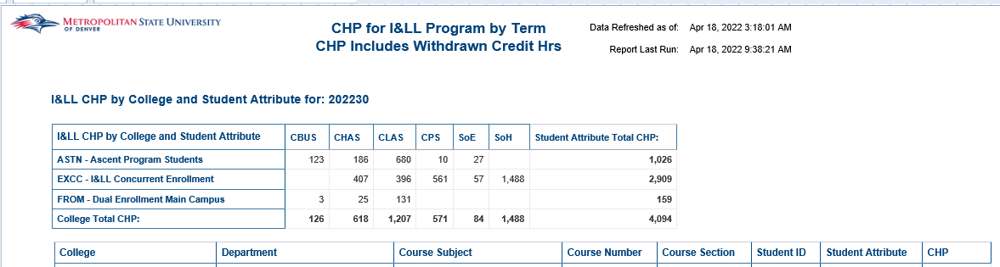 METROPOLITAN STATE UNIVERSITY
OF DENVER
CHP for I&LL Program by Term
CHP Includes Withdrawn Credit Hrs
Data Refreshed as of: Apr 18, 2022 3:18:01 AM
Report Last Run: Apr 18, 2022 9:38:21 AM
I&LL CHP by College and Student Attribute for: 202230
I&LL CHP by College and Student Attribute CBUS CHAS CLAS CPS SoE SoH Student Attribute Total CHP:
ASTN - Ascent Program Students 123 186 680 10 27 1,026
EXCC - I&LL Concurrent Enrollment 407 396 561 57 1,488 2,909
FROM - Dual Enrollment Main Campus 3 25 131 159
College Total CHP: 126 618 1,207 571 84 1,488 4,094
College Department Course Subject Course Number Course Section Student ID Student Attribute CHP